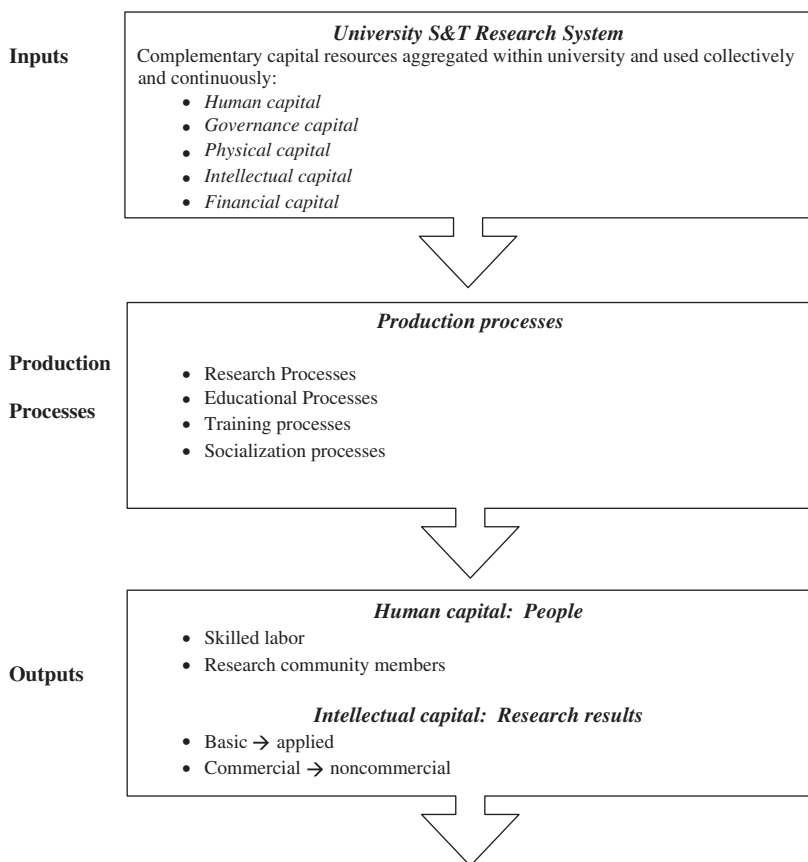 University S&T Research System
Inputs
Complementary capital resources aggregated within university and used collectively
and continuously:
• Human capital
• Governance capital
• Physical capital
• Intellectual capital
• Financial capital
Production processes
Production
Processes
• Research Processes
• Educational Processes
• Training processes
• Socialization processes
Human capital: People
• Skilled labor
• Research community members
Outputs
Intellectual capital: Research results
• Basic → applied
• Commercial → noncommercial